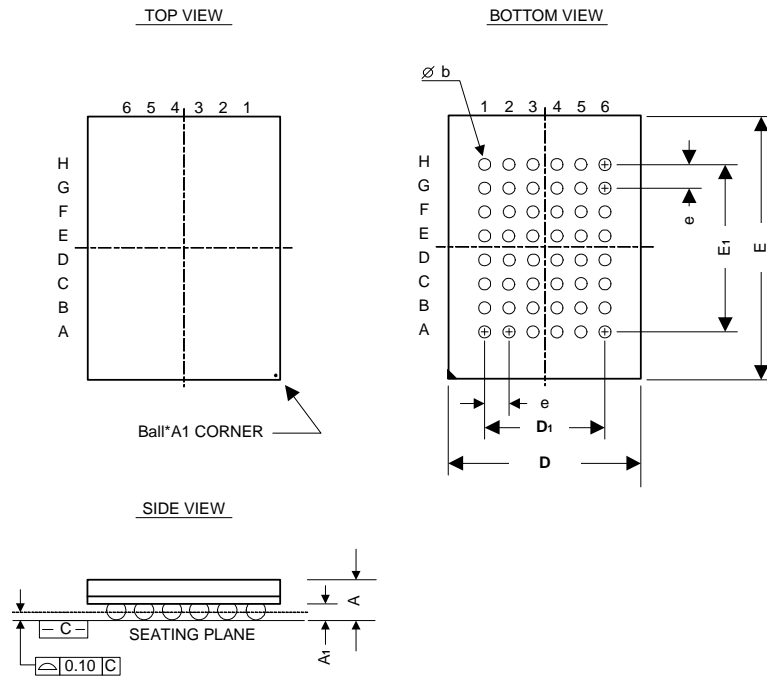 TOP VIEW
6 5 4 3 2 1
H
G
F
E
D
C
B
A
Ball*A1 CORNER
BOTTOM VIEW
Ø b
1 2 3 4 5 6
H
G
F
E
D
C
B
A
e
E1
E
e
D1
D
SIDE VIEW
A
A1
– C –
SEATING PLANE
⌓ 0.10 C